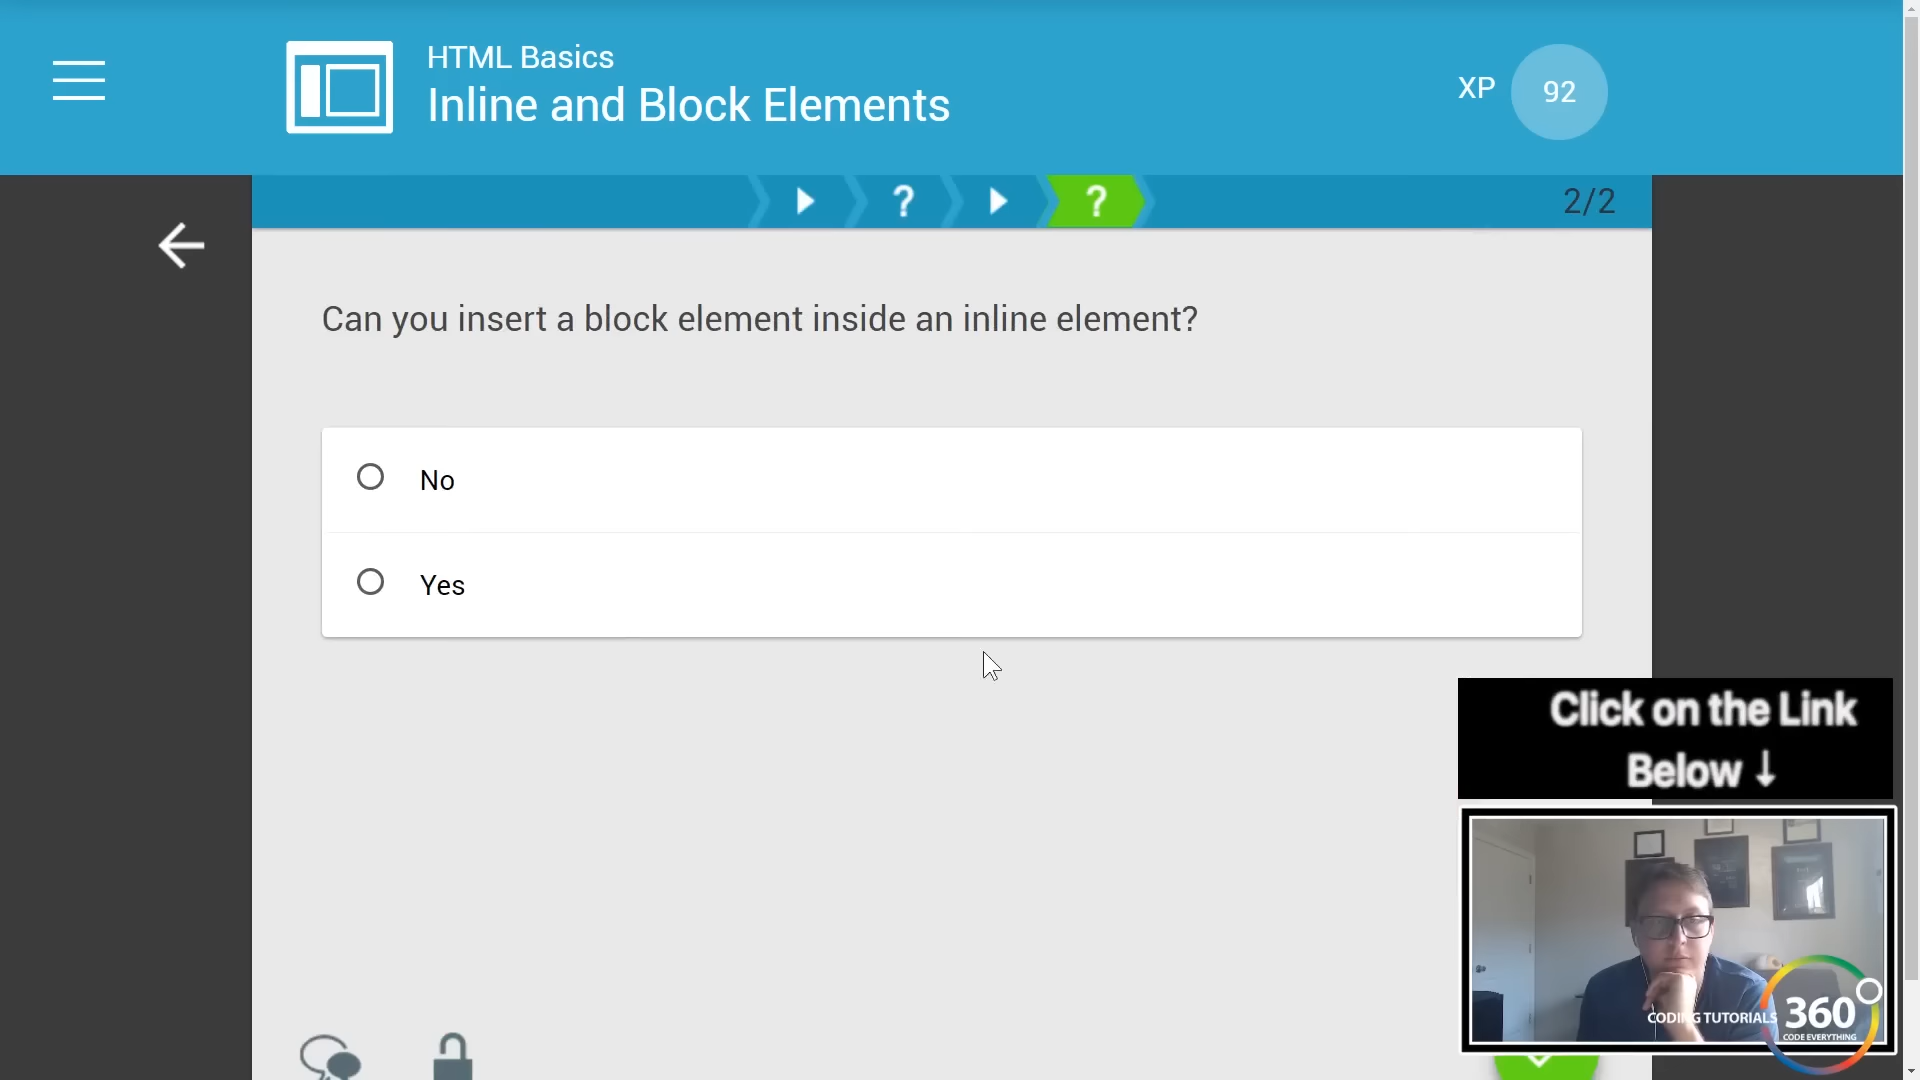 HTML Basics
Inline and Block Elements
XP
92
?
?
2/2
Can you insert a block element inside an inline element?
No
Yes
Click on the Link
Below ↓
CODING TUTORIALS
360
CODE EVERYTHING